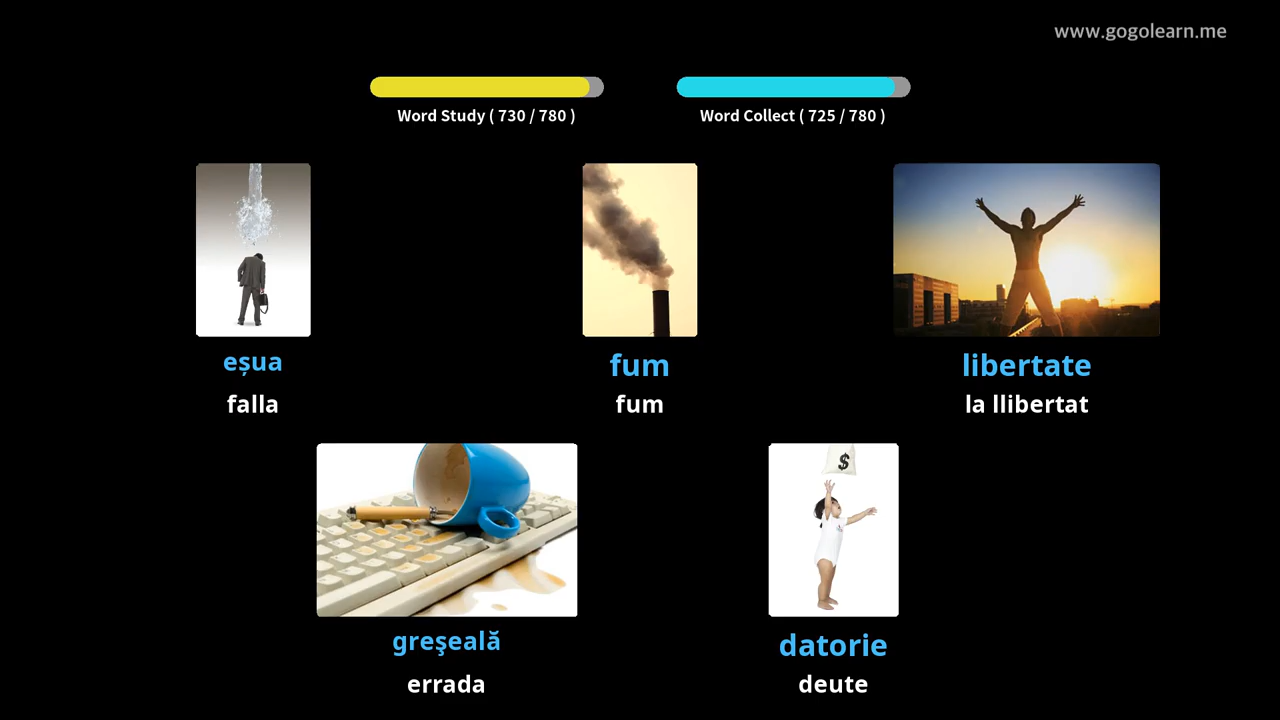 www.gogolearn.me
Word Study ( 730 / 780 )
Word Collect ( 725 / 780 )
eșua
fum
libertate
falla
fum
la llibertat
$
greşeală
datorie
errada
deute